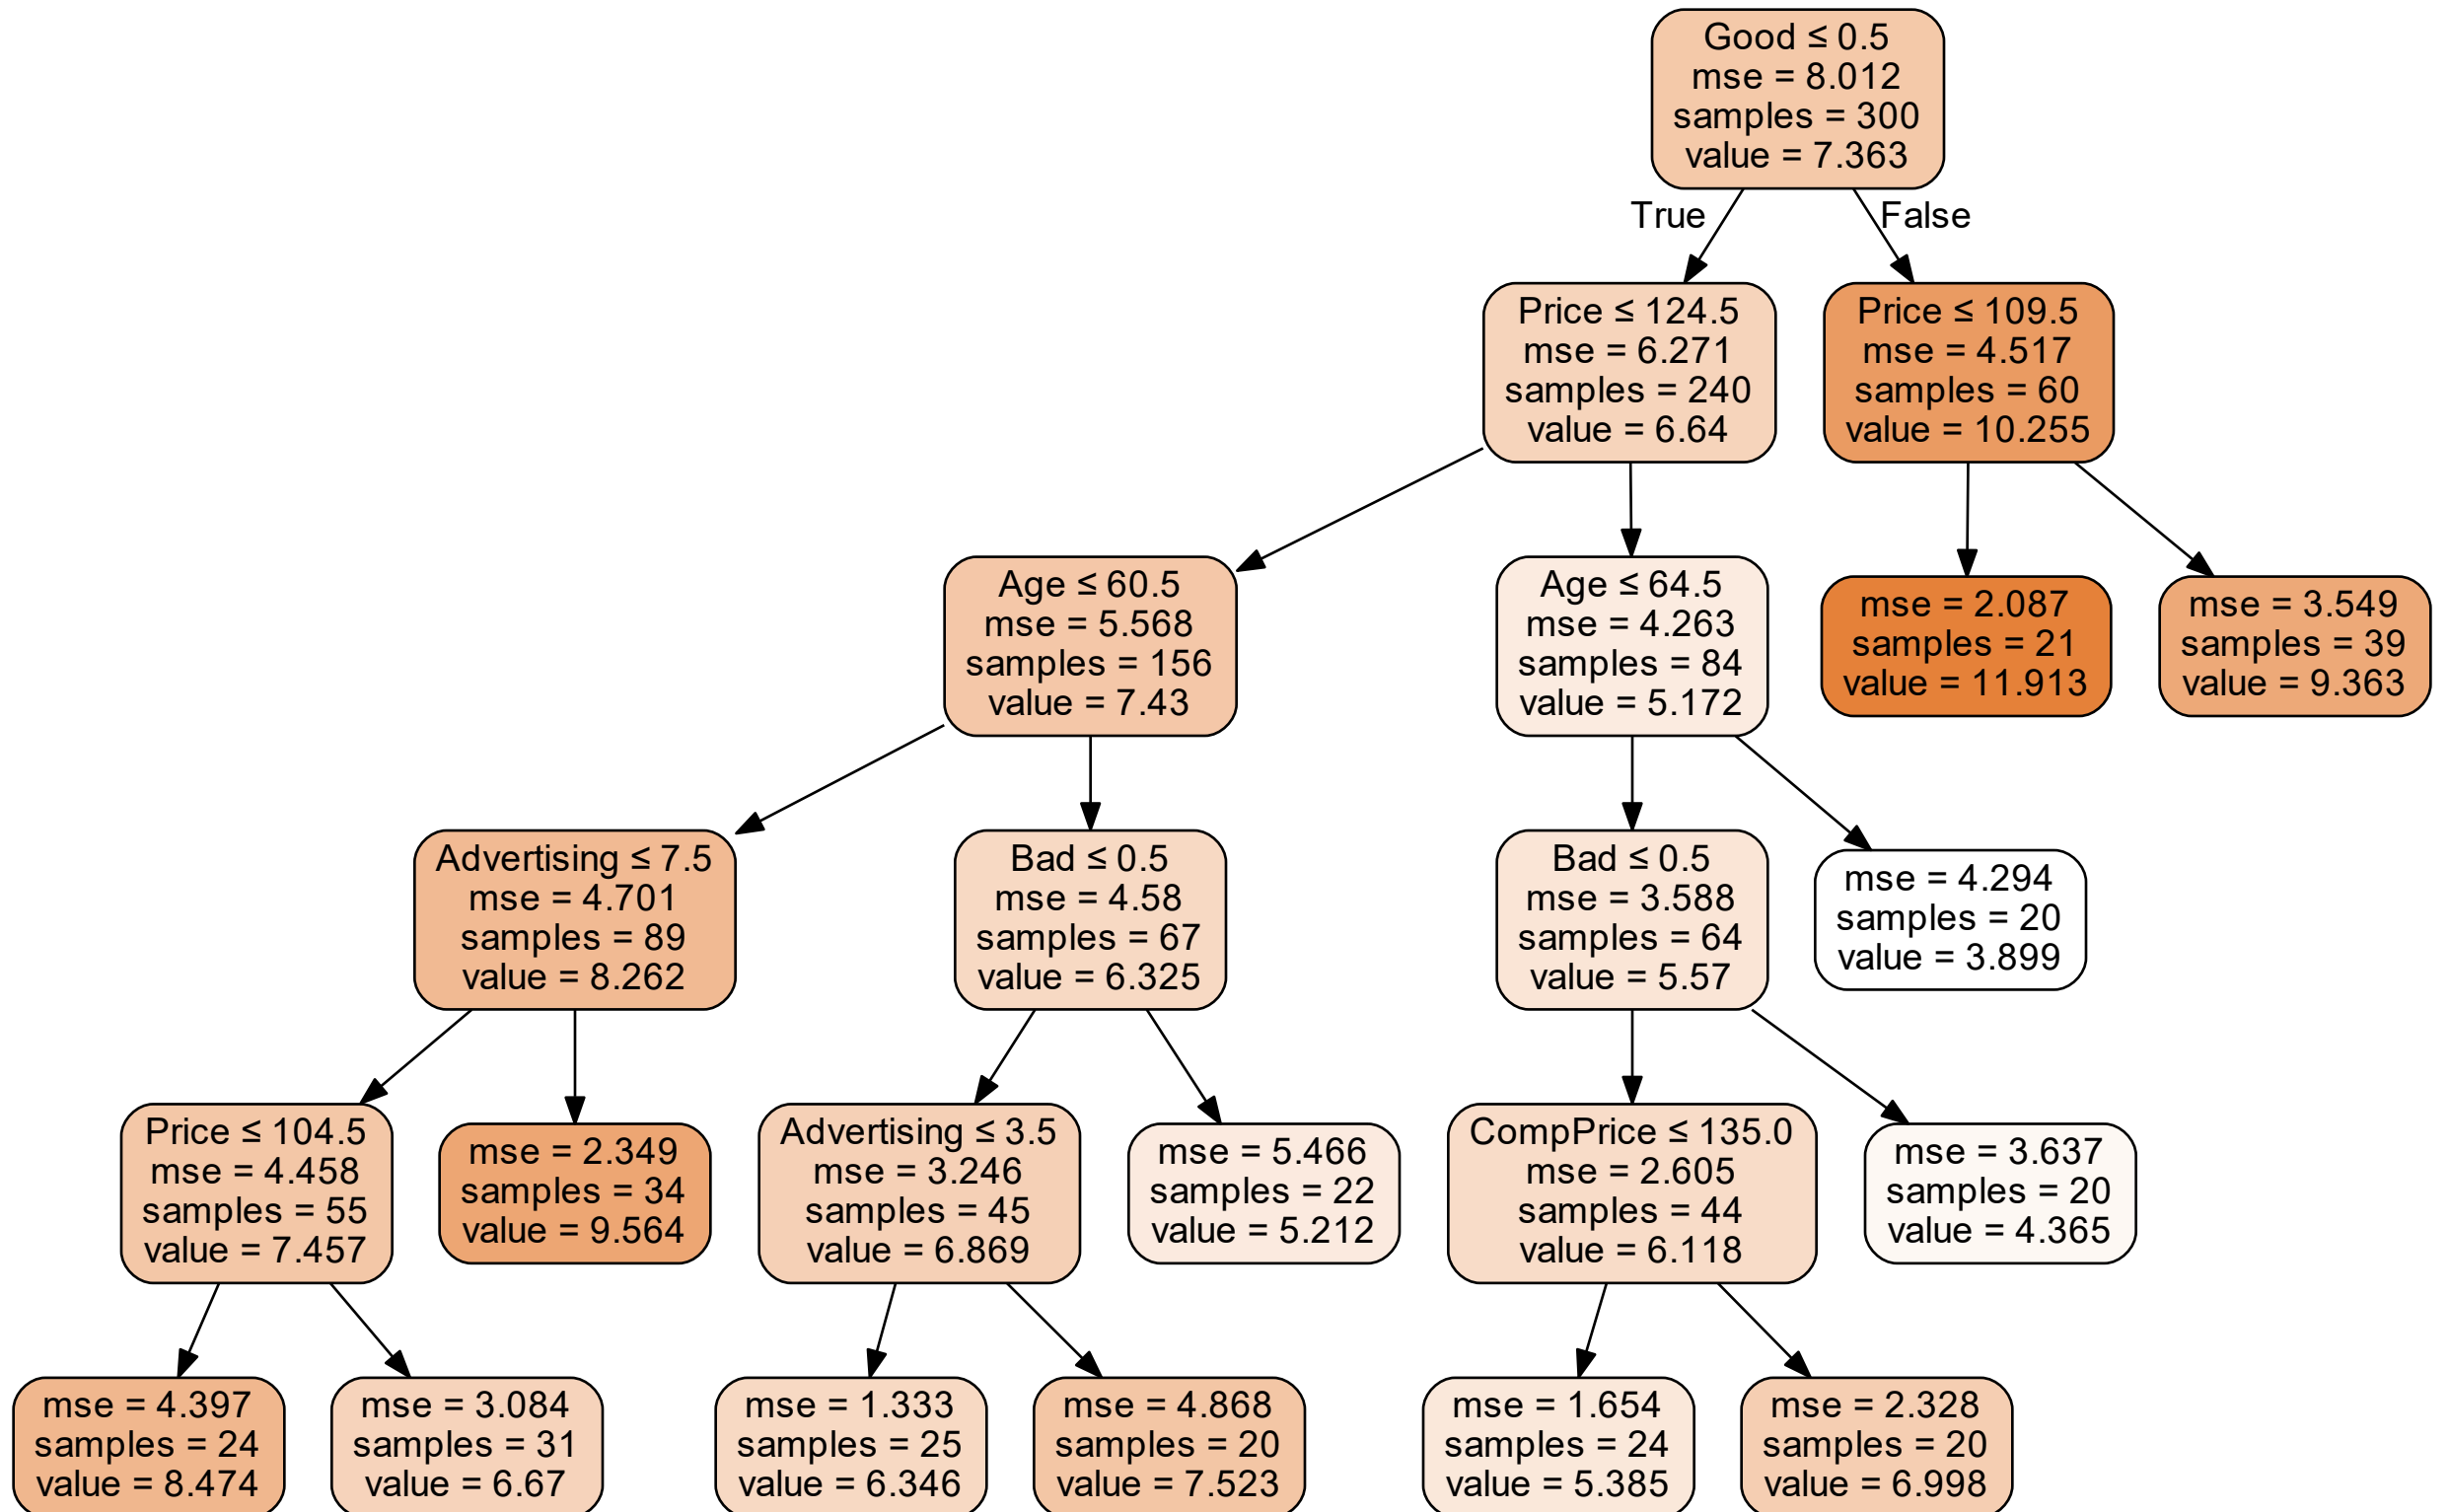 Good ≤ 0.5
mse = 8.012
samples = 300
value = 7.363
True
False
Price ≤ 124.5
mse = 6.271
samples = 240
value = 6.64
Price ≤ 109.5
mse = 4.517
samples = 60
value = 10.255
Age ≤ 60.5
mse = 5.568
samples = 156
value = 7.43
Age ≤ 64.5
mse = 4.263
samples = 84
value = 5.172
mse = 2.087
samples = 21
value = 11.913
mse = 3.549
samples = 39
value = 9.363
Advertising ≤ 7.5
mse = 4.701
samples = 89
value = 8.262
Bad ≤ 0.5
mse = 4.58
samples = 67
value = 6.325
Bad ≤ 0.5
mse = 3.588
samples = 64
value = 5.57
mse = 4.294
samples = 20
value = 3.899
Price ≤ 104.5
mse = 4.458
samples = 55
value = 7.457
mse = 2.349
samples = 34
value = 9.564
Advertising ≤ 3.5
mse = 3.246
samples = 45
value = 6.869
mse = 5.466
samples = 22
value = 5.212
CompPrice ≤ 135.0
mse = 2.605
samples = 44
value = 6.118
mse = 3.637
samples = 20
value = 4.365
mse = 4.397
samples = 24
value = 8.474
mse = 3.084
samples = 31
value = 6.67
mse = 1.333
samples = 25
value = 6.346
mse = 4.868
samples = 20
value = 7.523
mse = 1.654
samples = 24
value = 5.385
mse = 2.328
samples = 20
value = 6.998